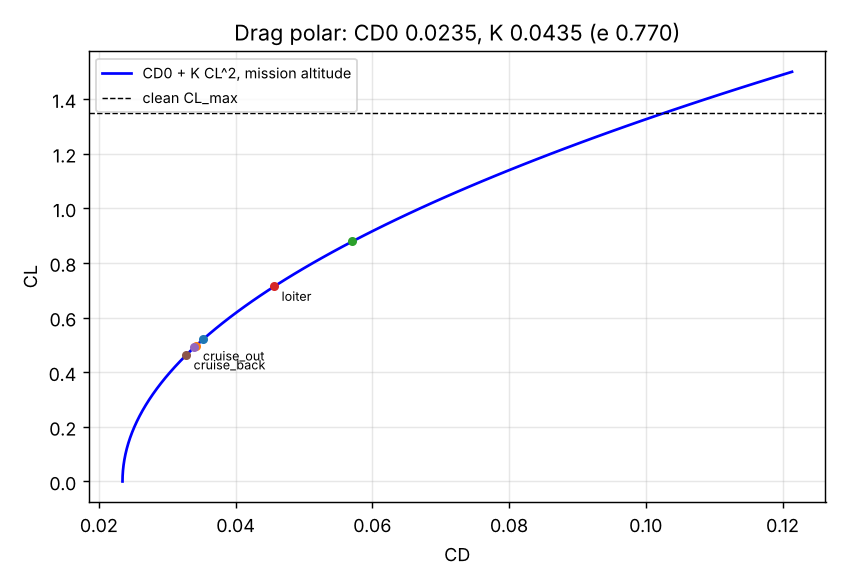 Drag polar: CD0 0.0235, K 0.0435 (e 0.770)
CD0 + K CL^2, mission altitude
clean CL_max
1.4
1.2
1.0
0.8
0.6
0.4
0.2
0.0
CL
loiter
cruise_out
cruise_back
0.02 0.04 0.06 0.08 0.10 0.12
CD